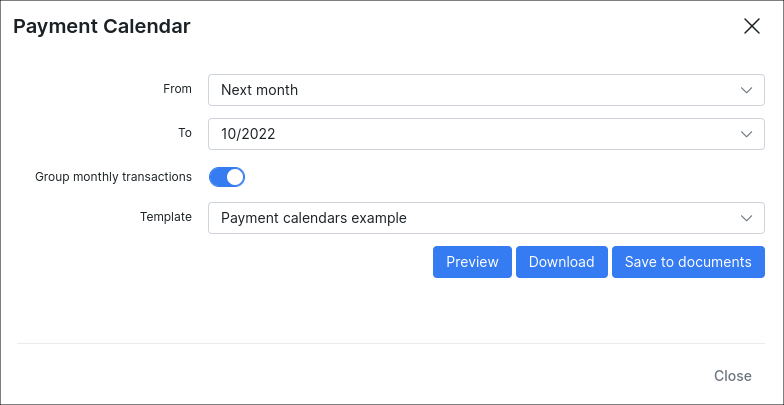 Payment Calendar
From Next month
To 10/2022
Group monthly transactions
Template Payment calendars example
Preview Download Save to documents
Close